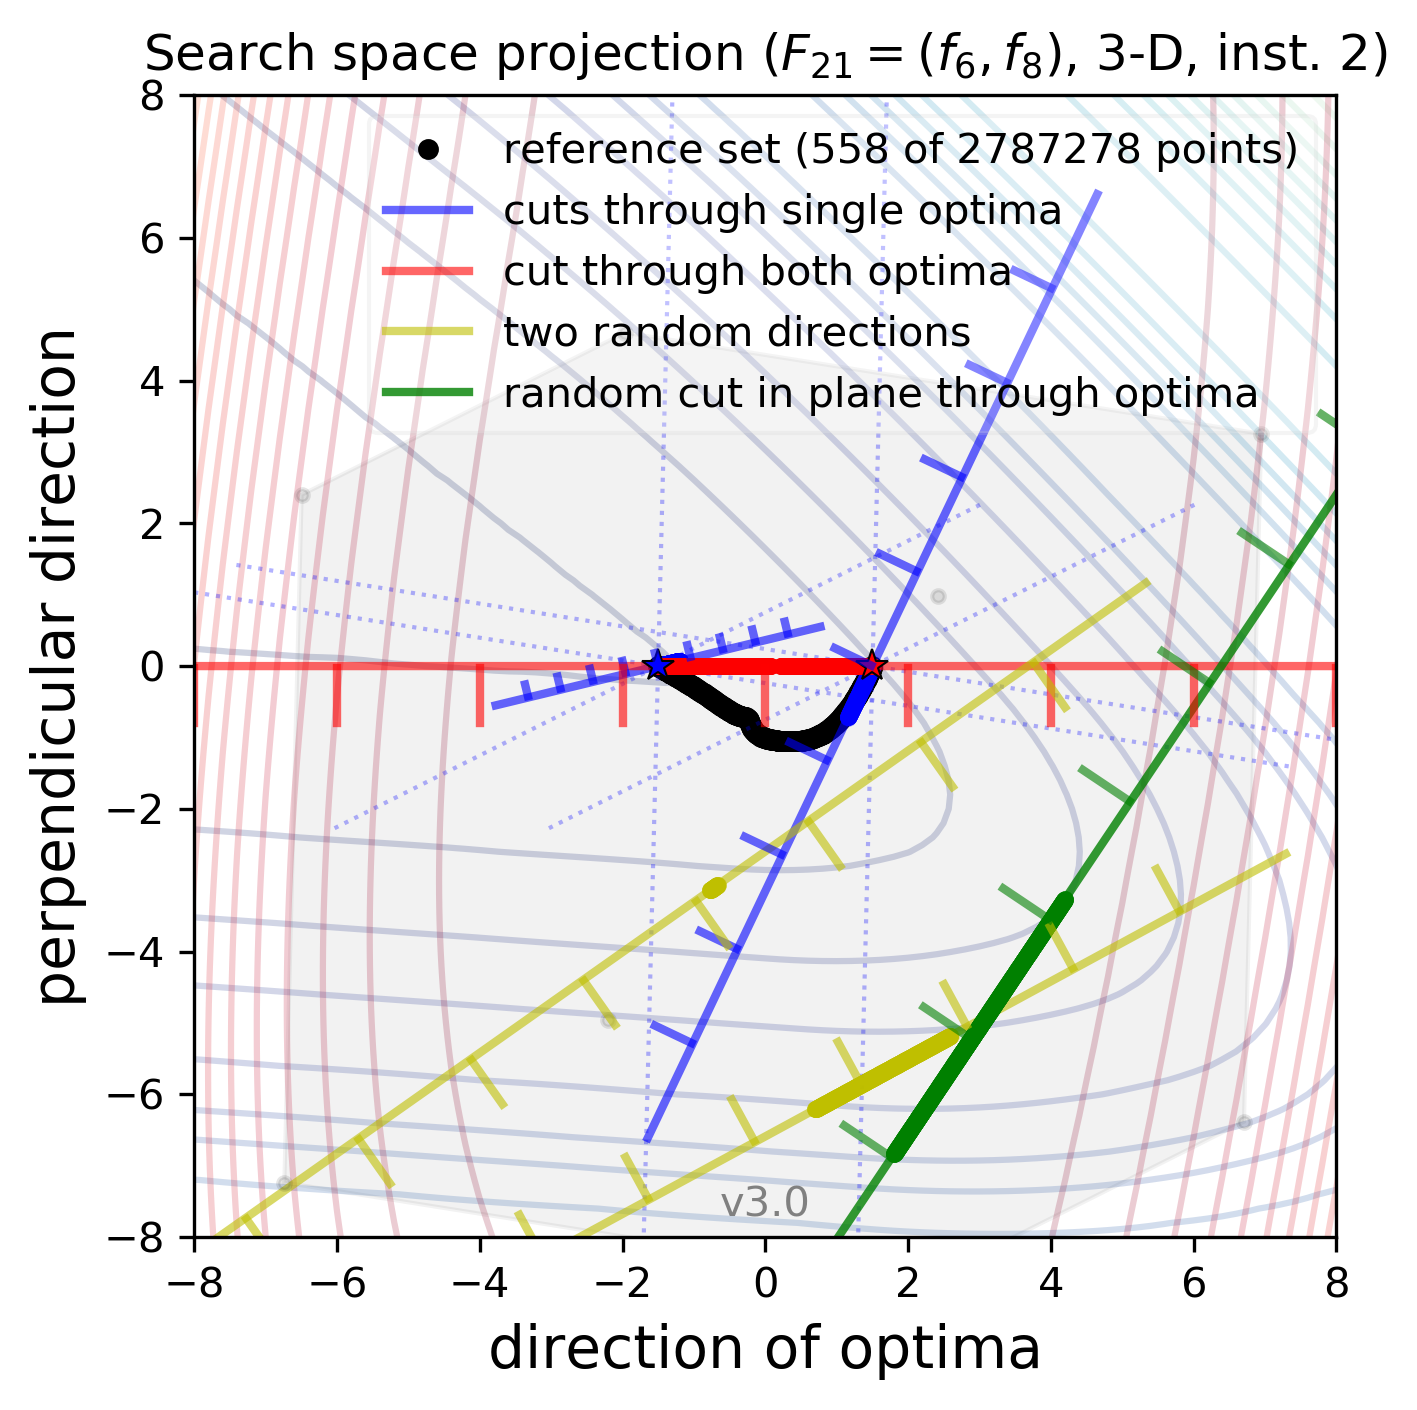 Search space projection (F₂₁ = (f₆, f₈), 3-D, inst. 2)
reference set (558 of 2787278 points)
cuts through single optima
cut through both optima
two random directions
random cut in plane through optima
8
6
4
2
0
−2
−4
−6
−8
perpendicular direction
v3.0
−8 −6 −4 −2 0 2 4 6 8
direction of optima